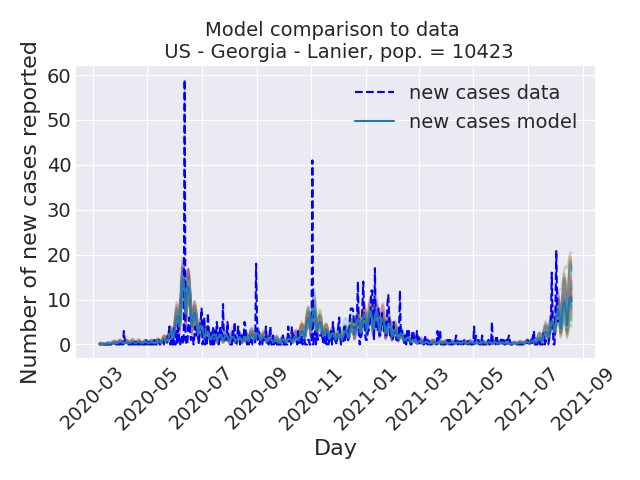 Model comparison to data
US - Georgia - Lanier, pop. = 10423
Number of new cases reported
60
50
40
30
20
10
0
new cases data
new cases model
2020-03
2020-05
2020-07
2020-09
2020-11
2021-01
2021-03
2021-05
2021-07
2021-09
Day